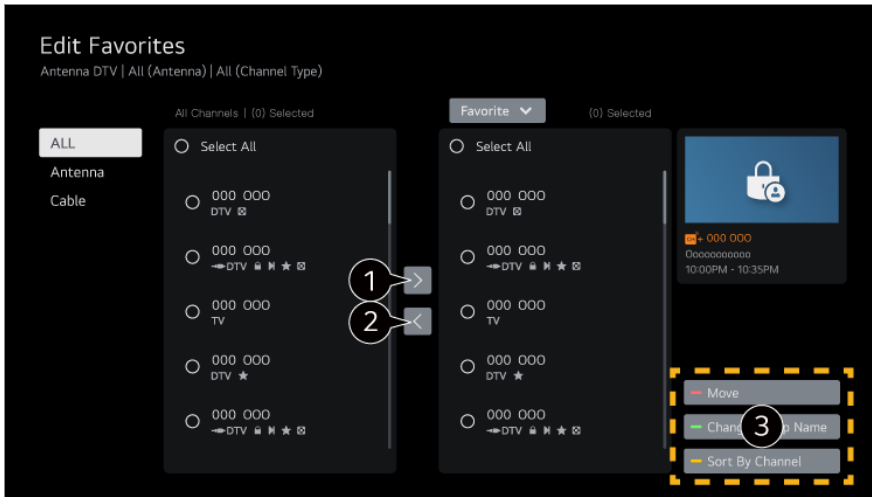 Edit Favorites
Antenna DTV | All (Antenna) | All (Channel Type)
All Channels | (0) Selected
Favorite
(0) Selected
ALL
Antenna
Cable
Select All
000 000
DTV
000 000
DTV
000 000
TV
000 000
DTV
000 000
DTV
1
2
Select All
000 000
DTV
000 000
DTV
000 000
TV
000 000
DTV
000 000
DTV
CH+ 000 000
Ooooooooooo
10:00PM - 10:35PM
Move
3
Name
Sort By Channel